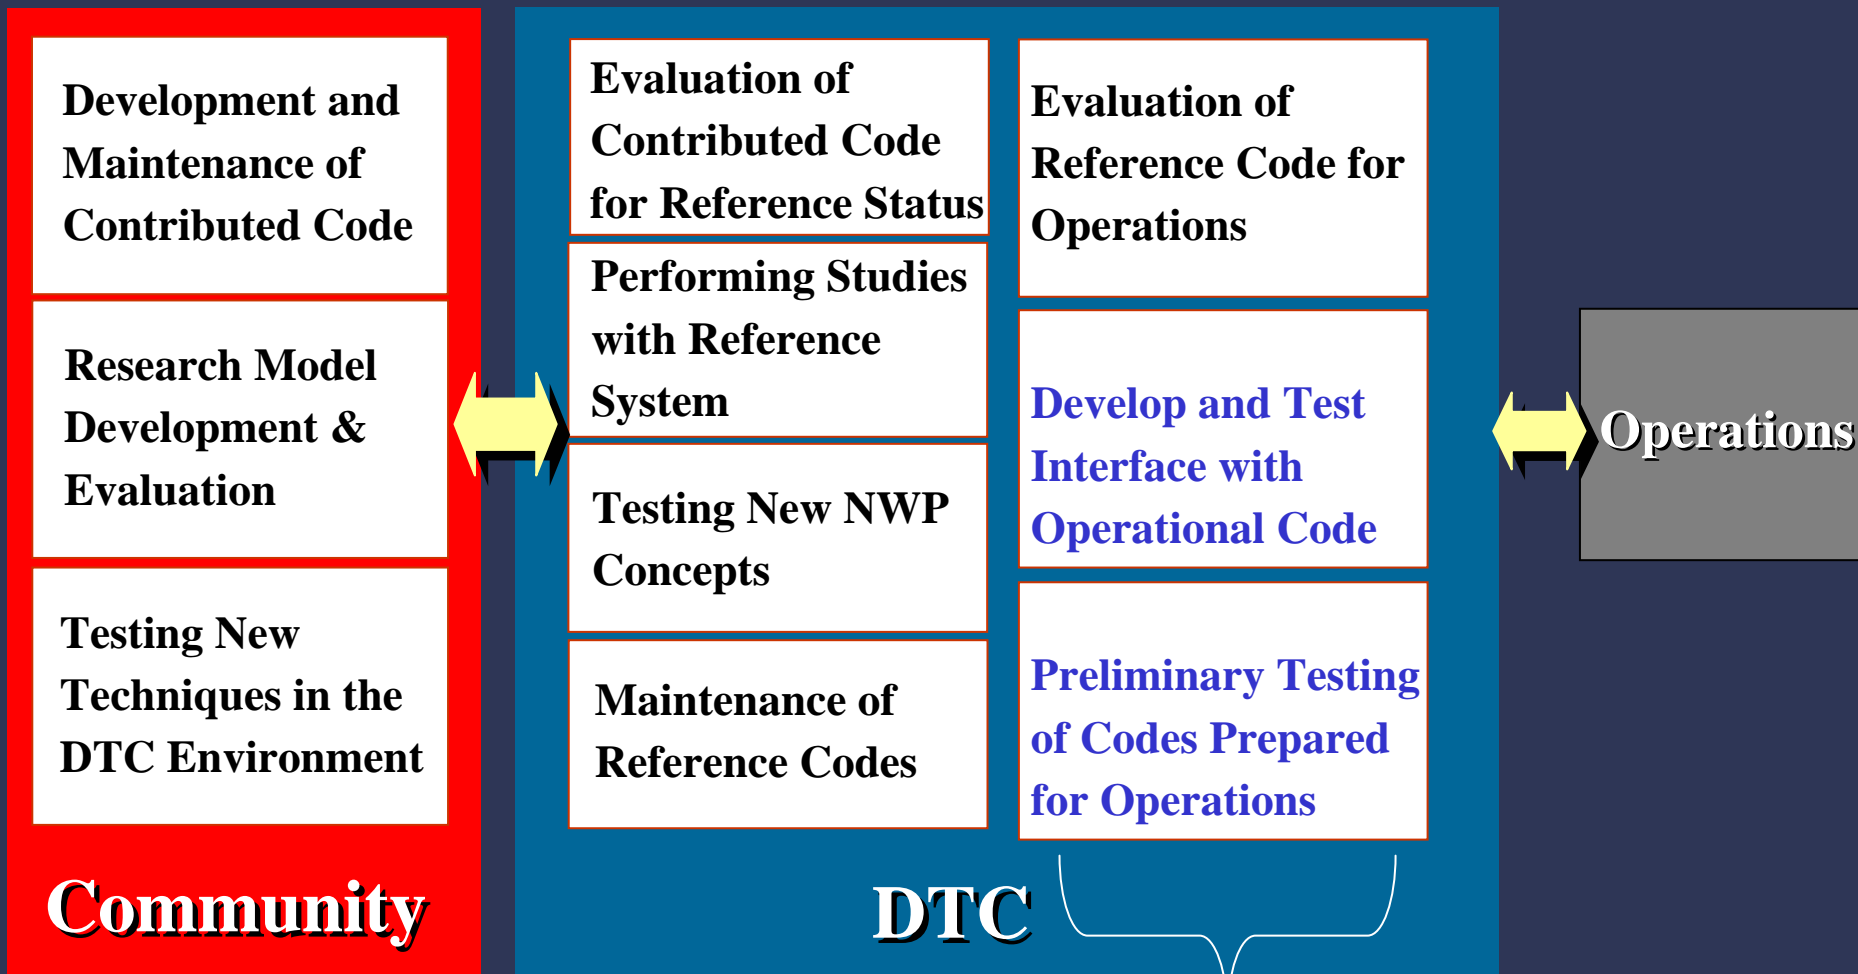 Development and
Maintenance of
Contributed Code
Research Model
Development &
Evaluation
Testing New
Techniques in the
DTC Environment
Community
Evaluation of
Contributed Code
for Reference Status
Performing Studies
with Reference
System
Testing New NWP
Concepts
Maintenance of
Reference Codes
Evaluation of
Reference Code for
Operations
Develop and Test
Interface with
Operational Code
Preliminary Testing
of Codes Prepared
for Operations
DTC
Operations